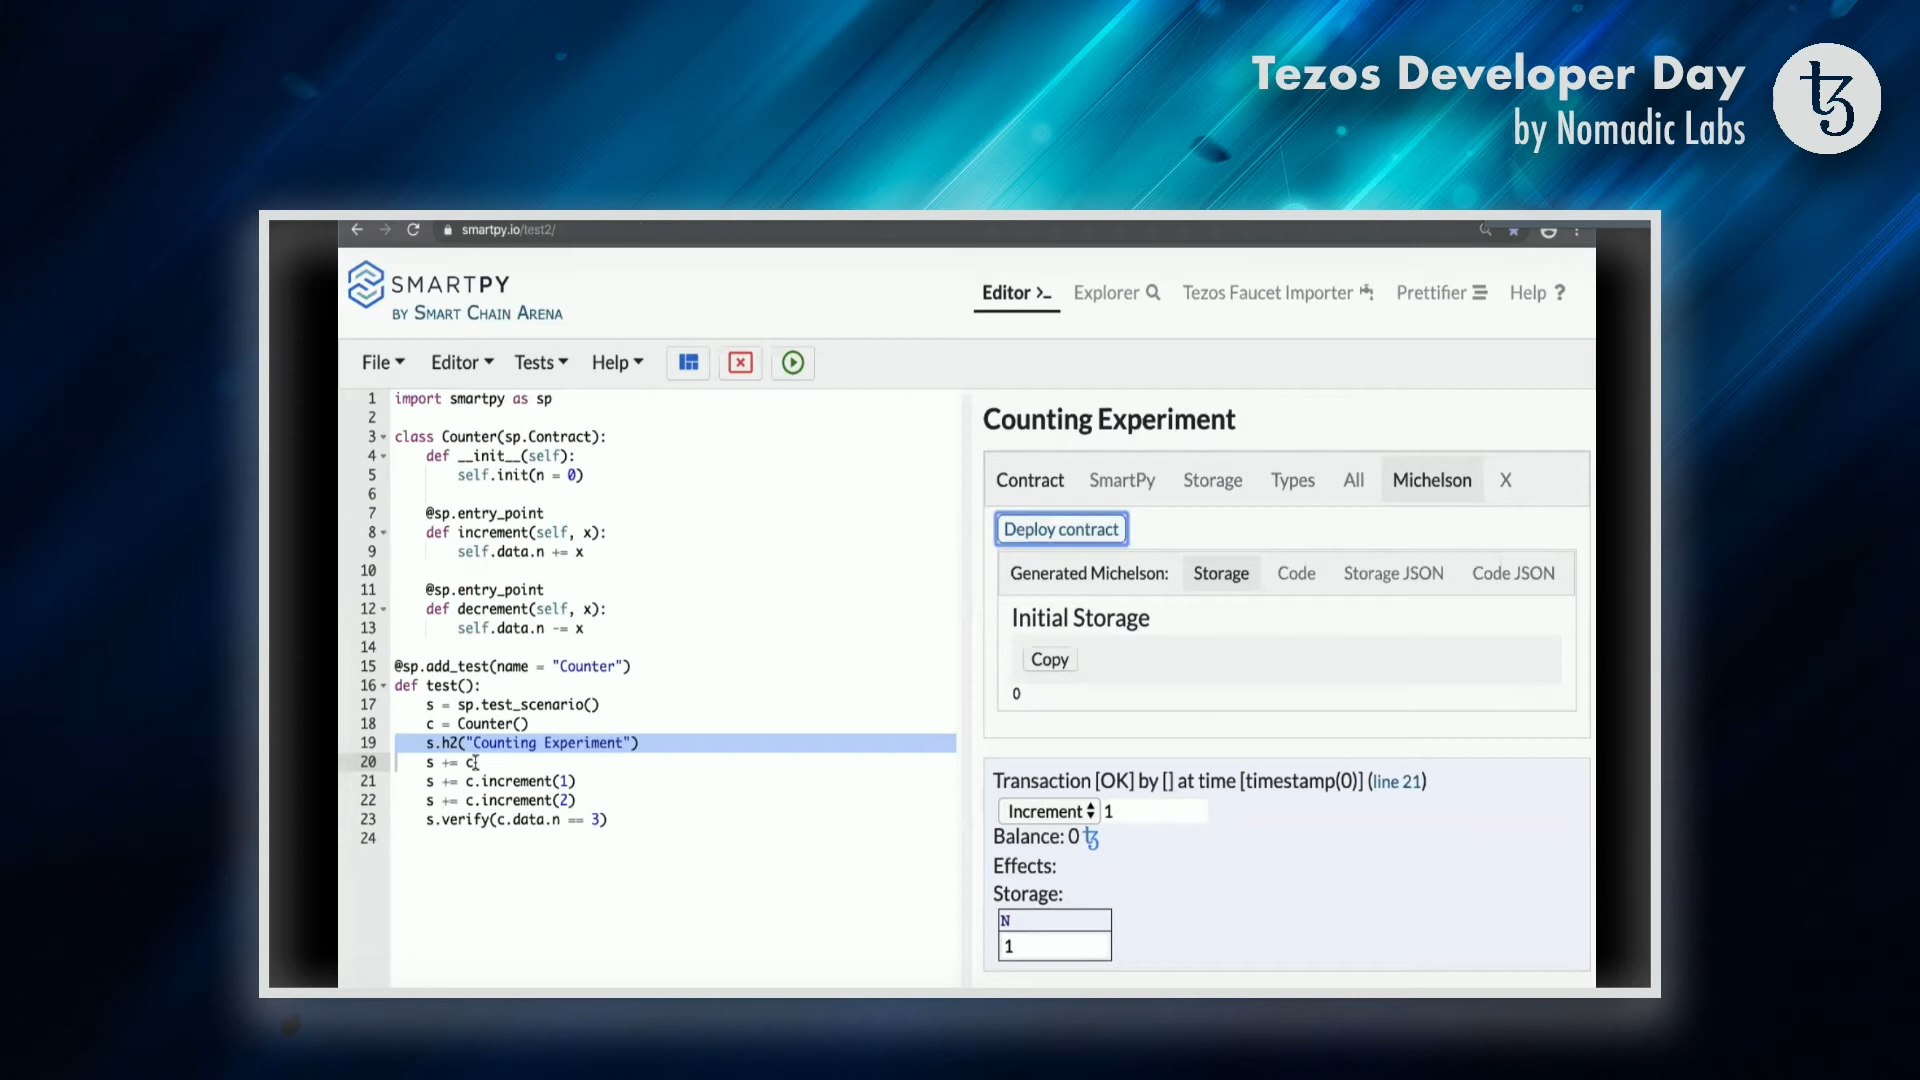 Tezos Developer Day
by Nomadic Labs
smartpy.io/test2/
SMARTPY
BY SMART CHAIN ARENA
Editor >_ Explorer Tezos Faucet Importer Prettifier Help ?
File Editor Tests Help
1 import smartpy as sp
2
3 class Counter(sp.Contract):
4 def __init__(self):
5 self.init(n = 0)
6
7 @sp.entry_point
8 def increment(self, x):
9 self.data.n += x
10
11 @sp.entry_point
12 def decrement(self, x):
13 self.data.n -= x
14
15 @sp.add_test(name = "Counter")
16 def test():
17 s = sp.test_scenario()
18 c = Counter()
19 s.h2("Counting Experiment")
20 s += c
21 s += c.increment(1)
22 s += c.increment(2)
23 s.verify(c.data.n == 3)
24
Counting Experiment
Contract SmartPy Storage Types All Michelson X
Deploy contract
Generated Michelson: Storage Code Storage JSON Code JSON
Initial Storage
Copy
0
Transaction [OK] by [] at time [timestamp(0)] (line 21)
Increment 1
Balance: 0ꜩ
Effects:
Storage:
N
1